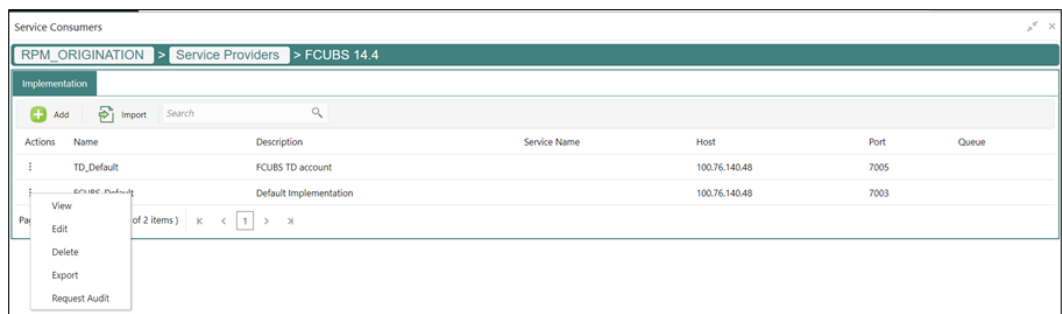 Service Consumers
RPM_ORIGINATION > Service Providers > FCUBS 14.4
Implementation
Add Import Search
Actions Name Description Service Name Host Port Queue
TD_Default FCUBS TD account 100.76.140.48 7005
FCUBS_Default Default Implementation 100.76.140.48 7003
of 2 items ) 1
View
Edit
Delete
Export
Request Audit